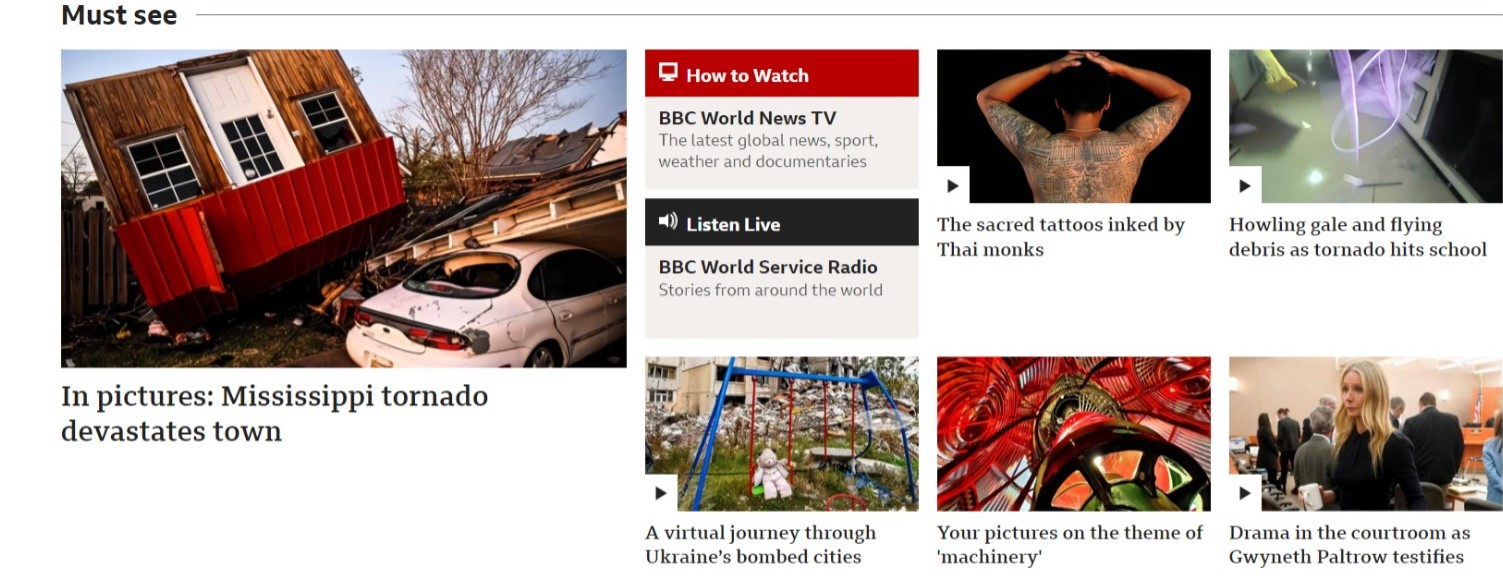 Must see
In pictures: Mississippi tornado
devastates town
How to Watch
BBC World News TV
The latest global news, sport,
weather and documentaries
Listen Live
BBC World Service Radio
Stories from around the world
The sacred tattoos inked by
Thai monks
Howling gale and flying
debris as tornado hits school
A virtual journey through
Ukraine’s bombed cities
Your pictures on the theme of
'machinery'
Drama in the courtroom as
Gwyneth Paltrow testifies